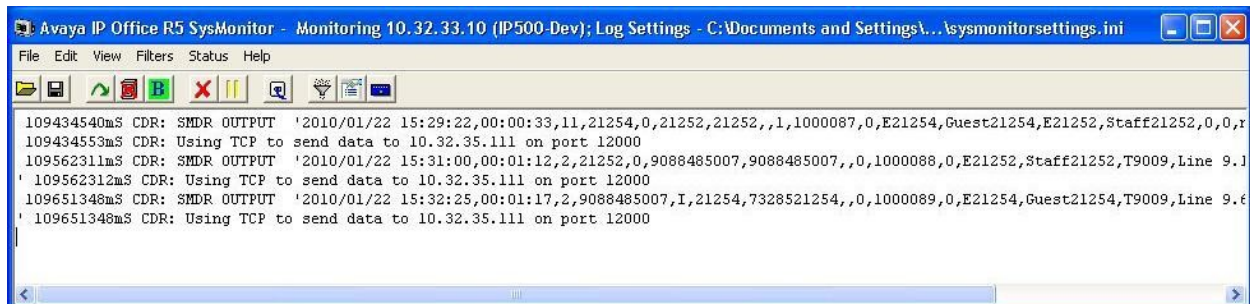 Avaya IP Office R5 SysMonitor - Monitoring 10.32.33.10 (IP500-Dev); Log Settings - C:\Documents and Settings\...\sysmonitorsettings.ini
File Edit View Filters Status Help
B
109434540mS CDR: SMDR OUTPUT '2010/01/22 15:29:22,00:00:33,11,21254,0,21252,21252,,1,1000087,0,E21254,Guest21254,E21252,Staff21252,0,0,r
109434553mS CDR: Using TCP to send data to 10.32.35.111 on port 12000
109562311mS CDR: SMDR OUTPUT '2010/01/22 15:31:00,00:01:12,2,21252,0,9088485007,9088485007,,0,1000088,0,E21252,Staff21252,T9009,Line 9.1
' 109562312mS CDR: Using TCP to send data to 10.32.35.111 on port 12000
109651348mS CDR: SMDR OUTPUT '2010/01/22 15:32:25,00:01:17,2,9088485007,I,21254,7328521254,,0,1000089,0,E21254,Guest21254,T9009,Line 9.6
' 109651348mS CDR: Using TCP to send data to 10.32.35.111 on port 12000